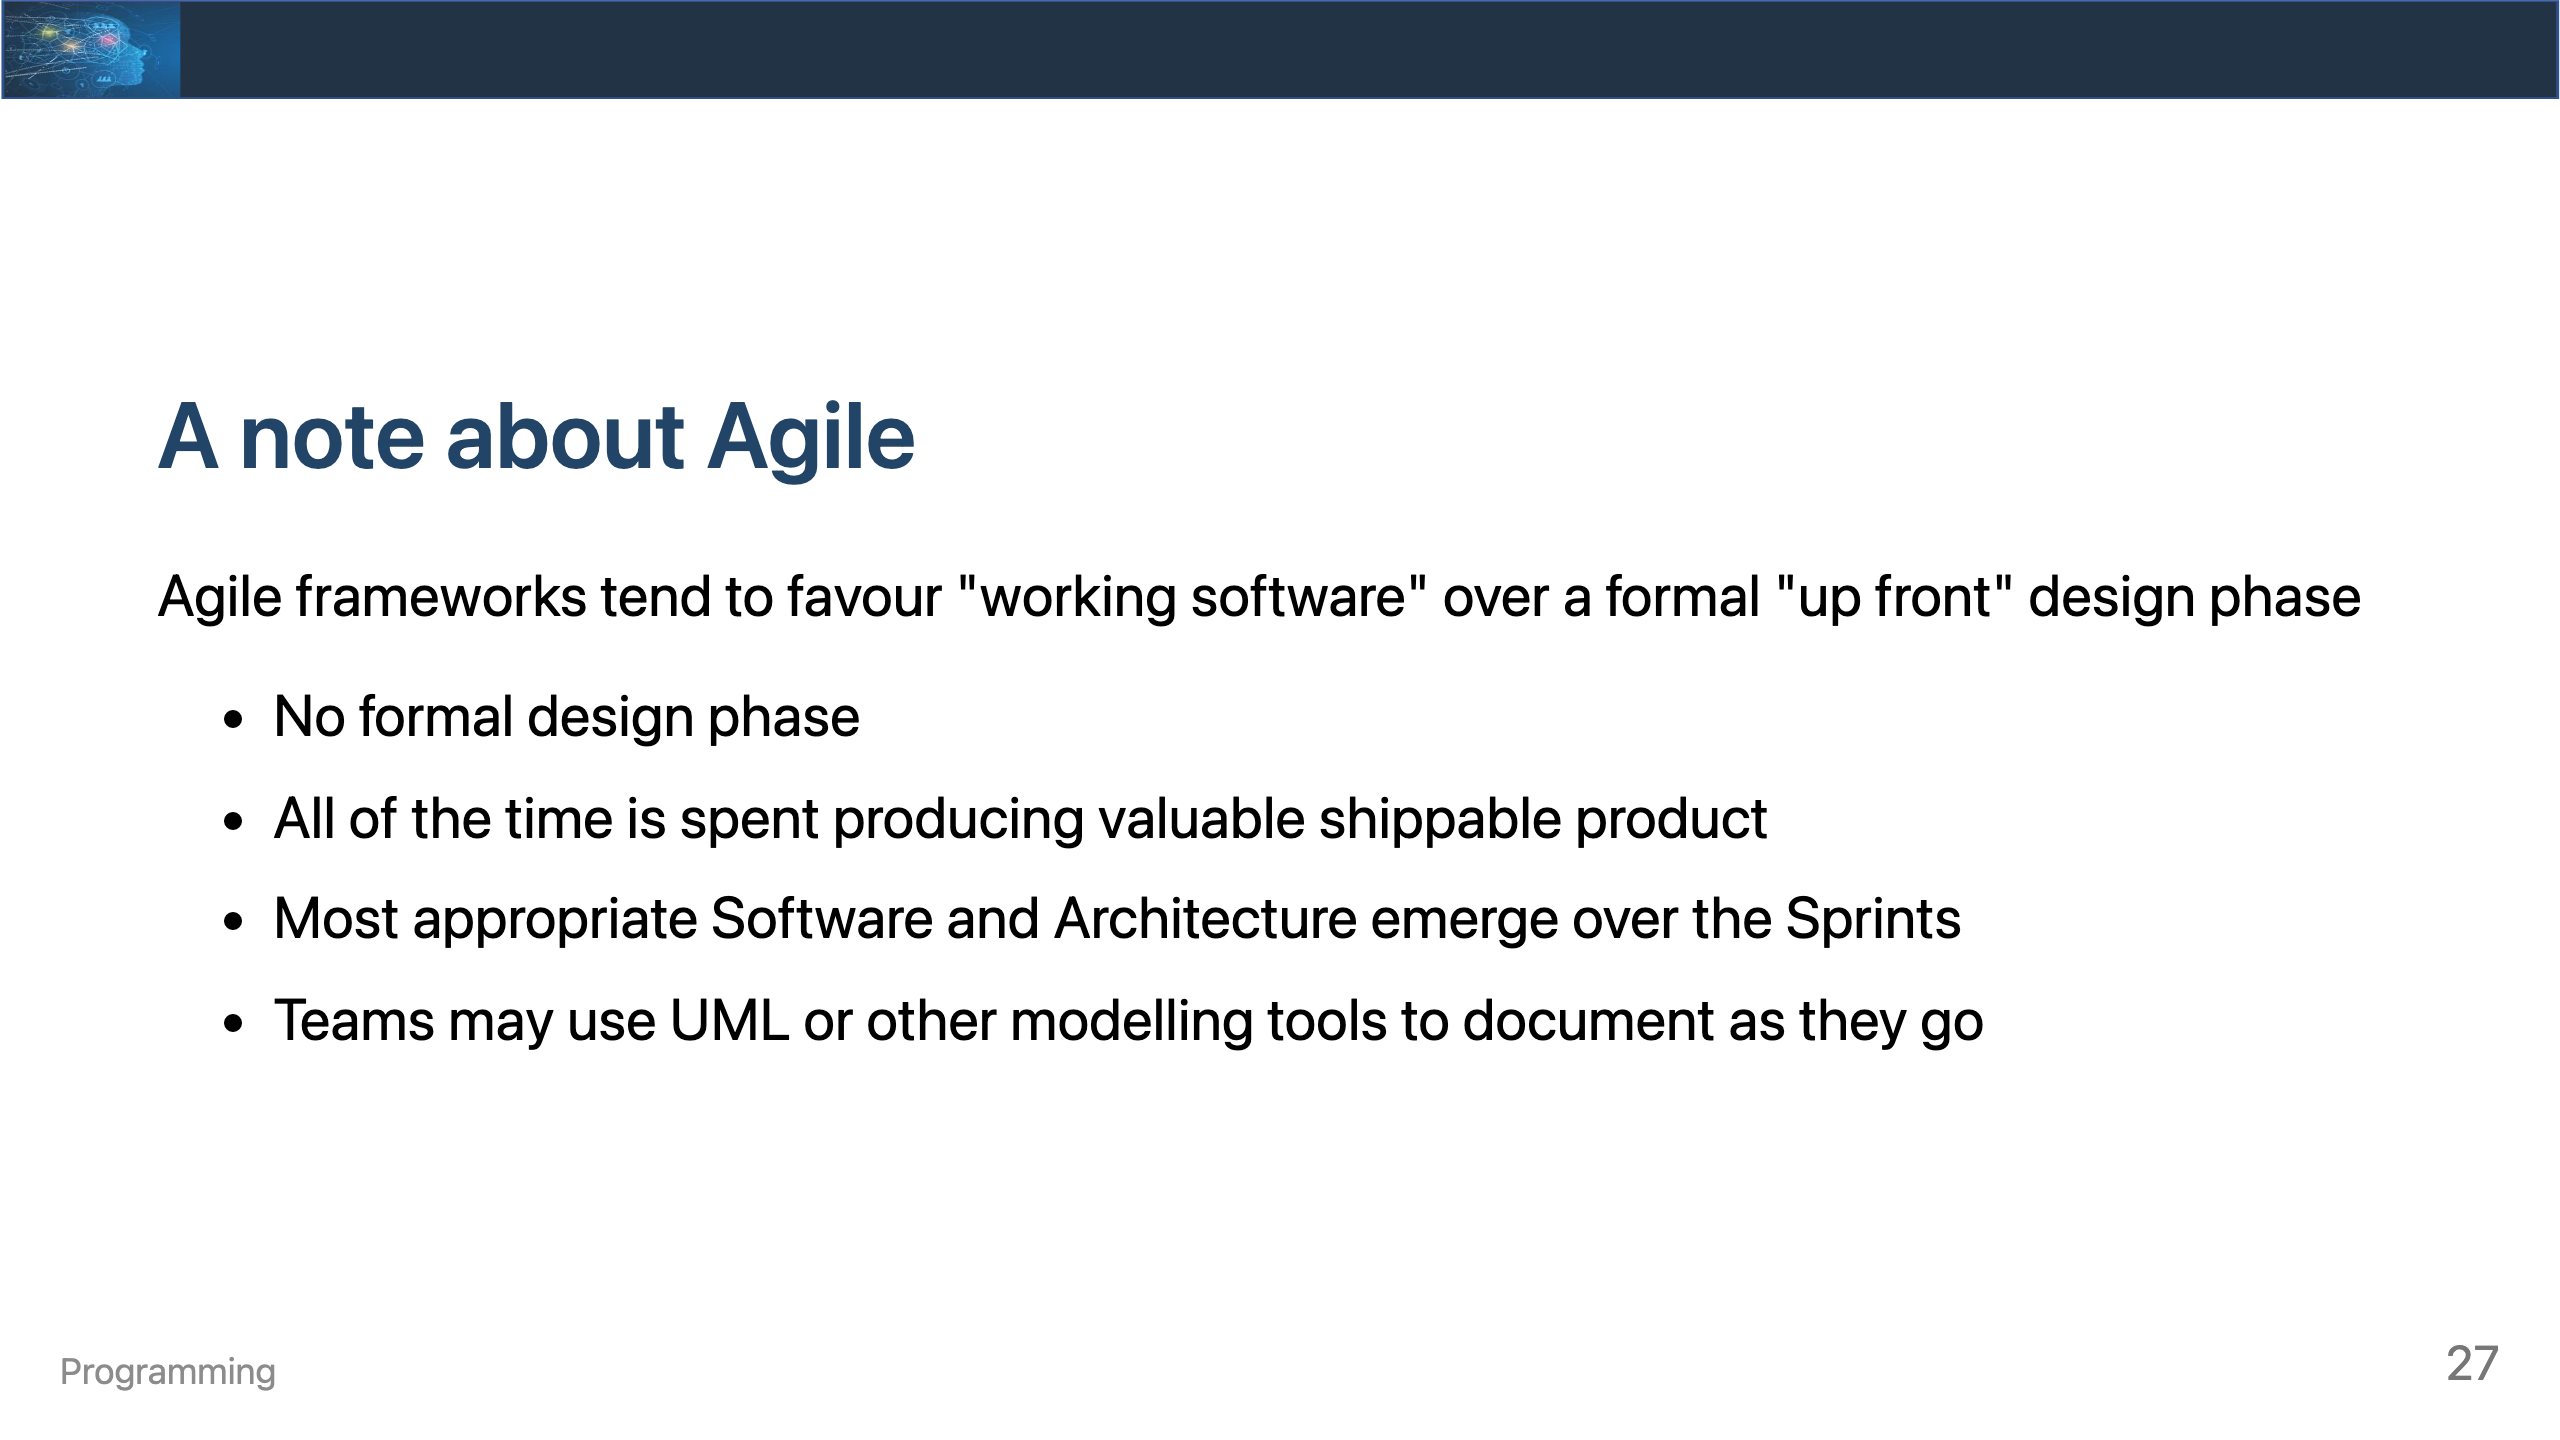 A note about Agile
Agile frameworks tend to favour "working software" over a formal "up front" design phase
• No formal design phase
• All of the time is spent producing valuable shippable product
• Most appropriate Software and Architecture emerge over the Sprints
• Teams may use UML or other modelling tools to document as they go
Programming
27